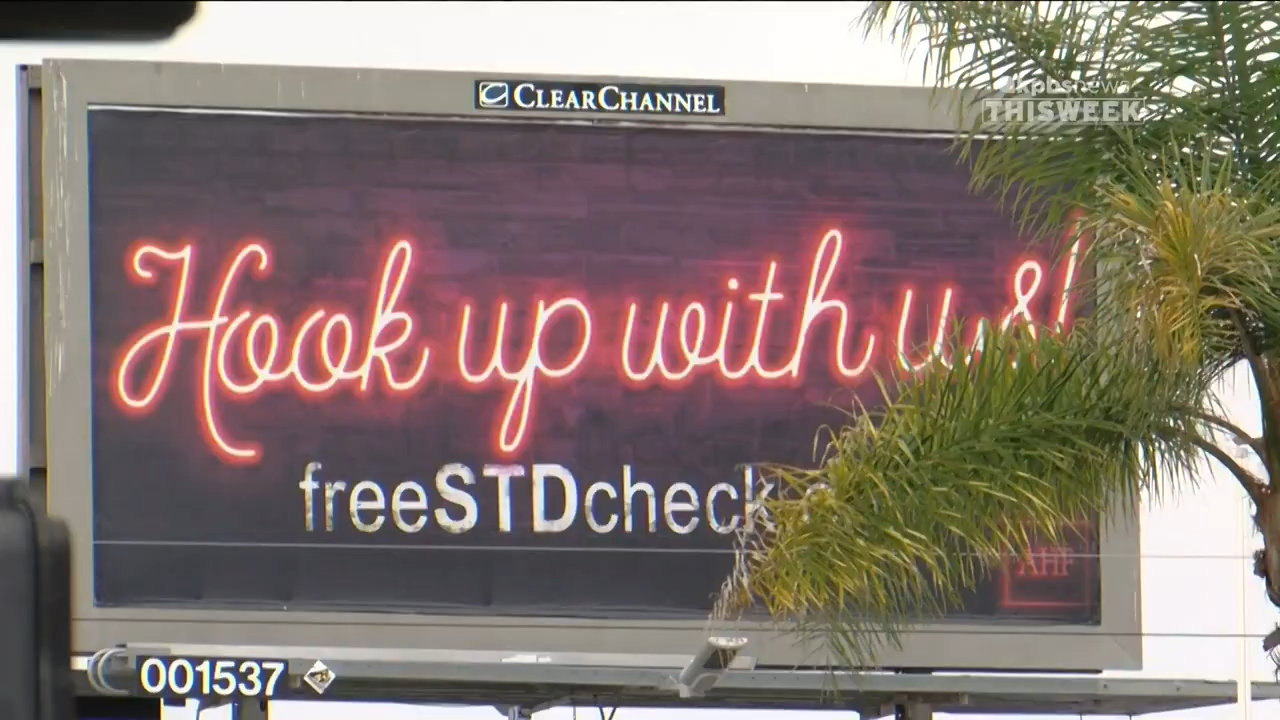 CLEARCHANNEL
kpbsnews
THISWEEK
Hook up with us!
freeSTDcheck
AHF
001537